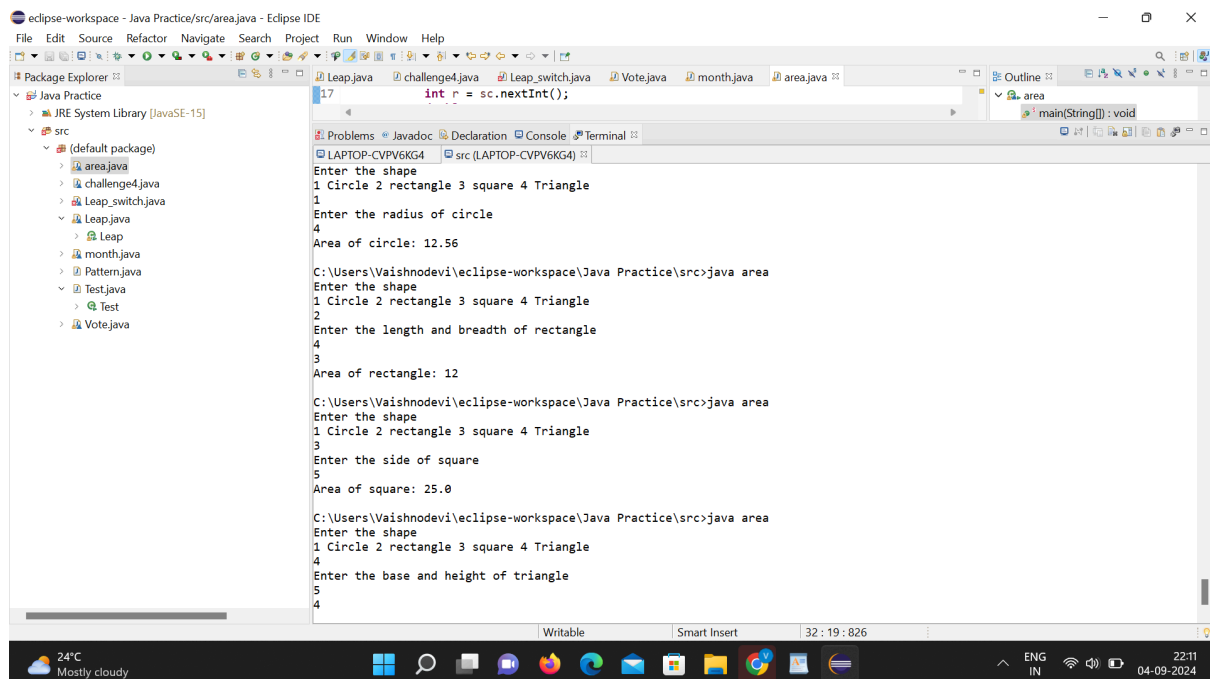 eclipse-workspace - Java Practice/src/area.java - Eclipse IDE
File Edit Source Refactor Navigate Search Project Run Window Help
Package Explorer
Java Practice
JRE System Library [JavaSE-15]
src
(default package)
area.java
challenge4.java
Leap_switch.java
Leap.java
Leap
month.java
Pattern.java
Test.java
Test
Vote.java
Leap.java challenge4.java Leap_switch.java Vote.java month.java area.java
17 int r = sc.nextInt();
Outline
area
main(String[]) : void
Problems Javadoc Declaration Console Terminal
LAPTOP-CVPV6KG4 src (LAPTOP-CVPV6KG4)
Enter the shape
1 Circle 2 rectangle 3 square 4 Triangle
1
Enter the radius of circle
4
Area of circle: 12.56
C:\Users\Vaishnodevi\eclipse-workspace\Java Practice\src>java area
Enter the shape
1 Circle 2 rectangle 3 square 4 Triangle
2
Enter the length and breadth of rectangle
4
3
Area of rectangle: 12
C:\Users\Vaishnodevi\eclipse-workspace\Java Practice\src>java area
Enter the shape
1 Circle 2 rectangle 3 square 4 Triangle
3
Enter the side of square
5
Area of square: 25.0
C:\Users\Vaishnodevi\eclipse-workspace\Java Practice\src>java area
Enter the shape
1 Circle 2 rectangle 3 square 4 Triangle
4
Enter the base and height of triangle
5
4
Writable Smart Insert 32 : 19 : 826
24°C
Mostly cloudy
V
ENG
IN
22:11
04-09-2024